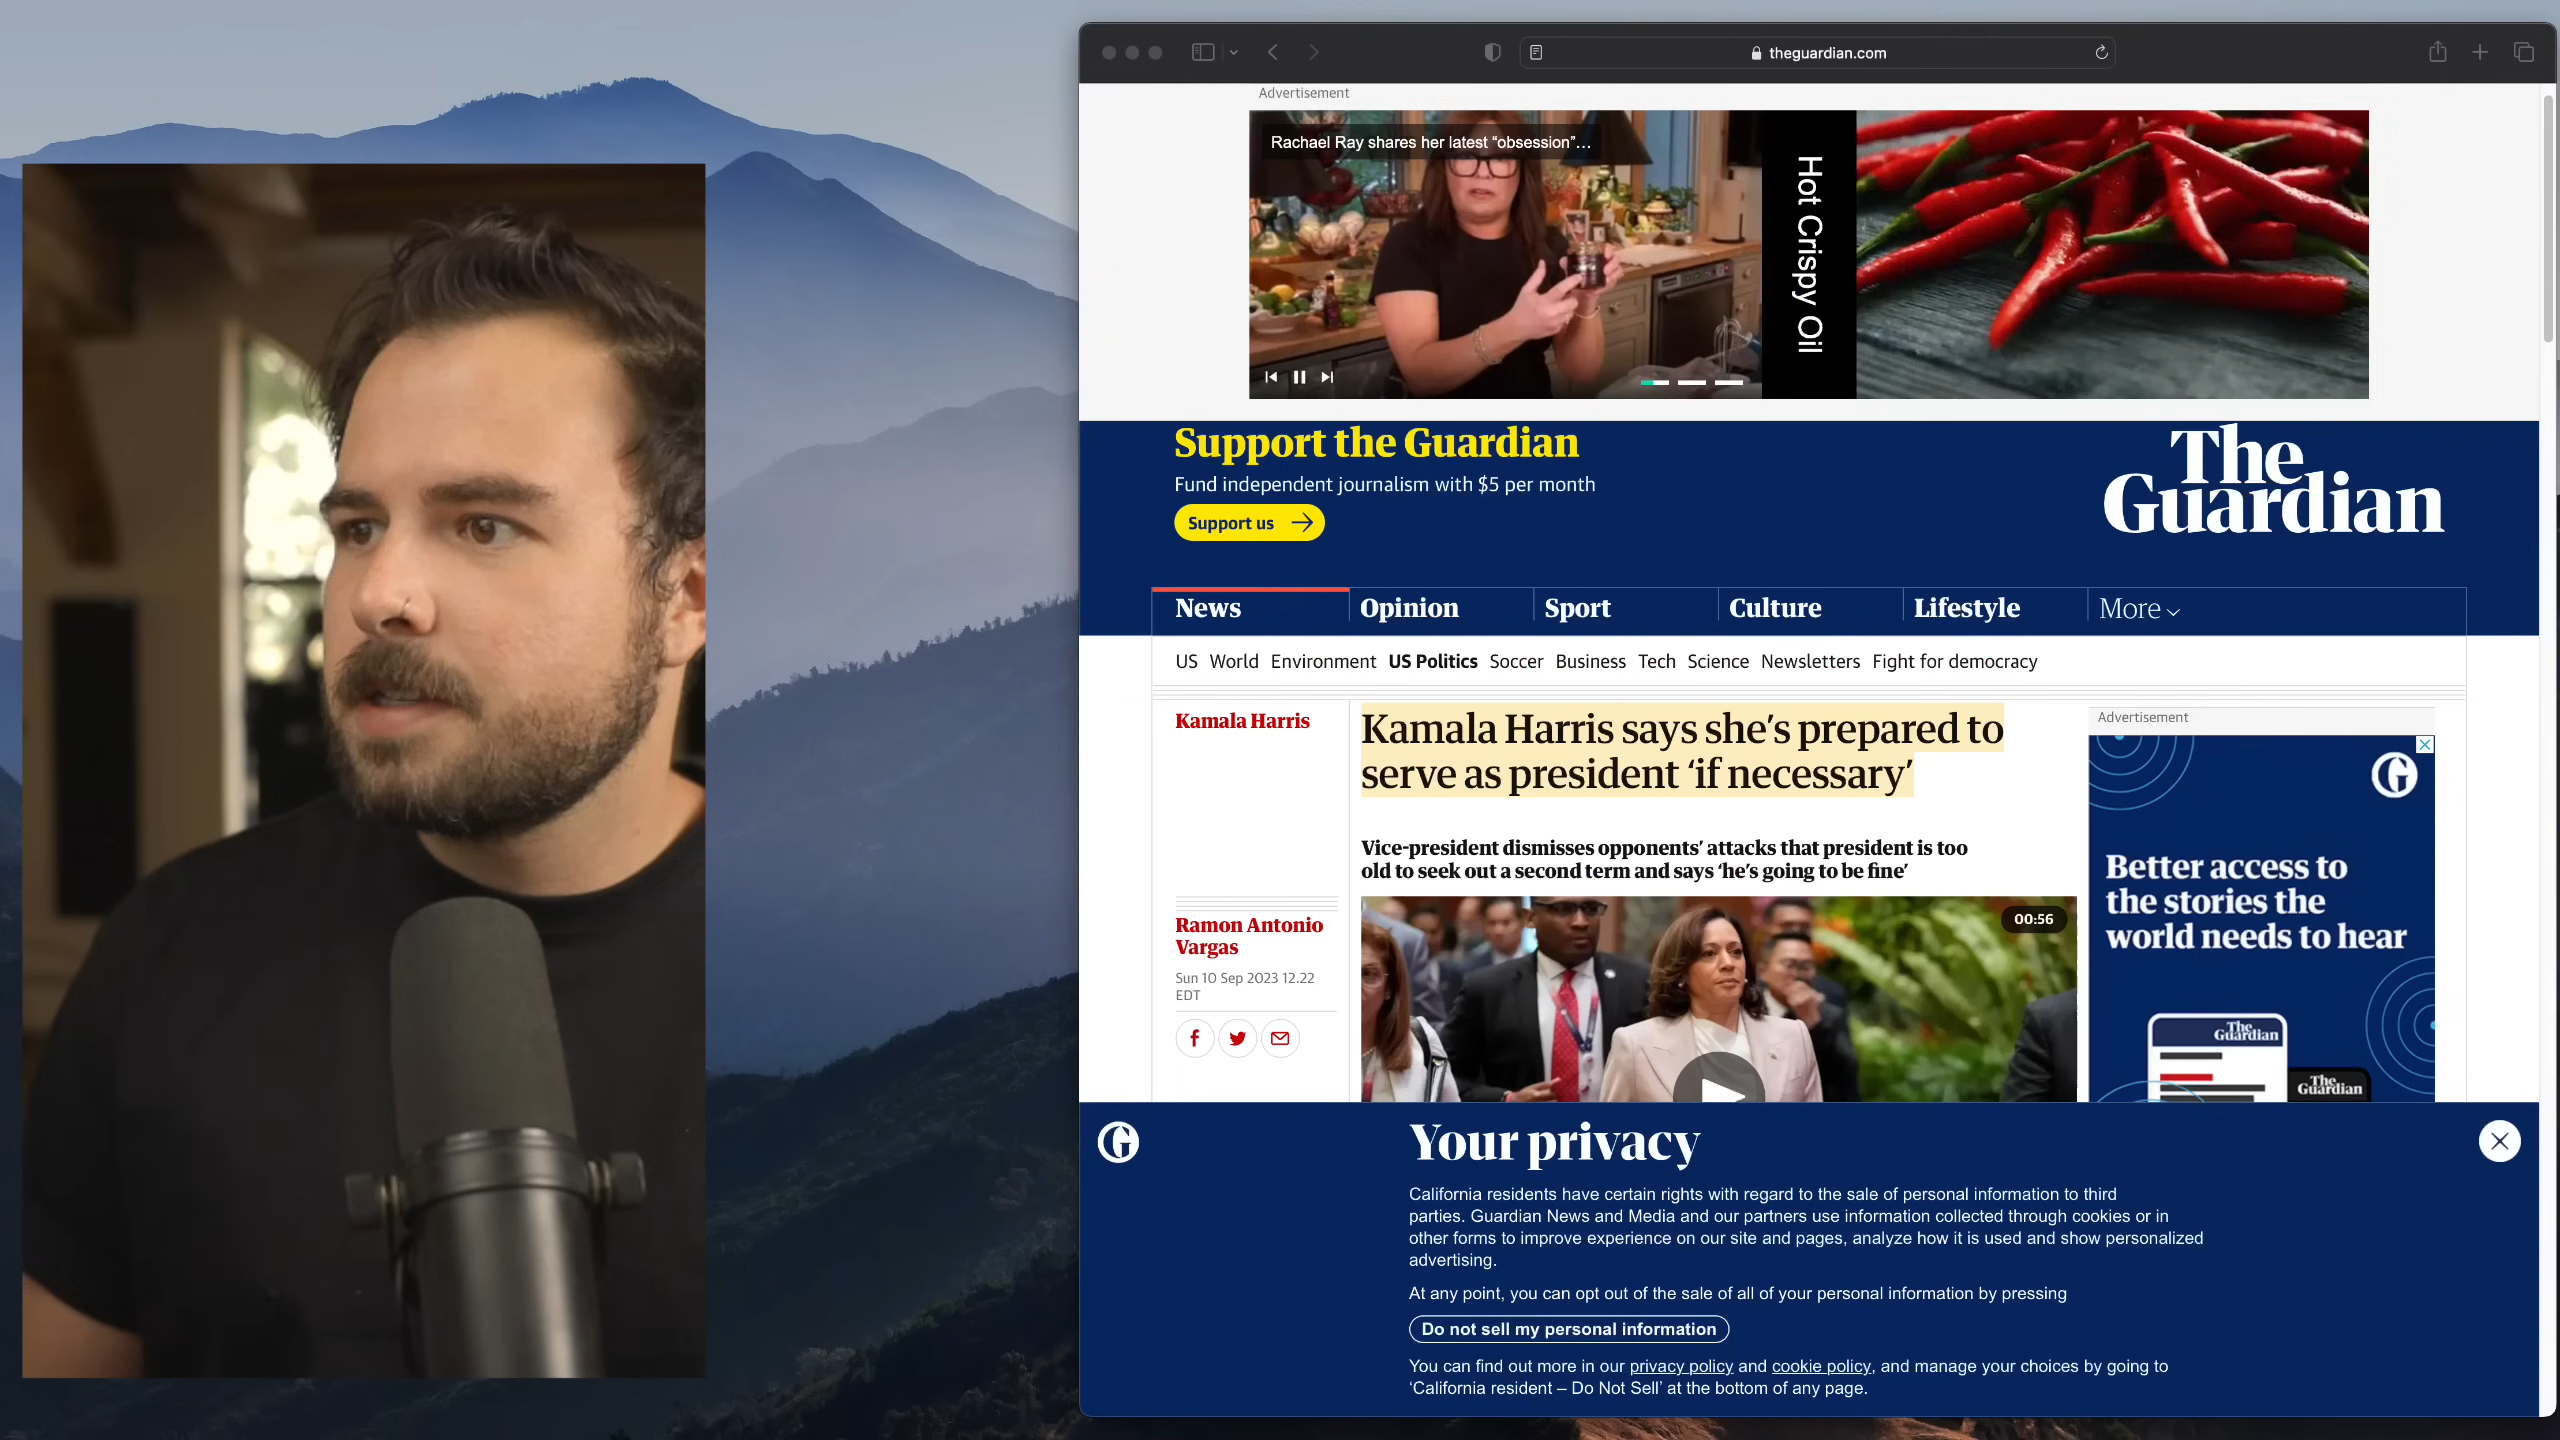 theguardian.com
Advertisement
Rachael Ray shares her latest “obsession”…
Hot Crispy Oil
Support the Guardian
Fund independent journalism with $5 per month
Support us
The
Guardian
News
Opinion
Sport
Culture
Lifestyle
More
US World Environment US Politics Soccer Business Tech Science Newsletters Fight for democracy
Kamala Harris
Kamala Harris says she’s prepared to
serve as president ‘if necessary’
Vice-president dismisses opponents’ attacks that president is too
old to seek out a second term and says ‘he’s going to be fine’
Ramon Antonio
Vargas
Sun 10 Sep 2023 12.22
EDT
00:56
Advertisement
G
Better access to
the stories the
world needs to hear
The
Guardian
The
Guardian
G
Your privacy
California residents have certain rights with regard to the sale of personal information to third
parties. Guardian News and Media and our partners use information collected through cookies or in
other forms to improve experience on our site and pages, analyze how it is used and show personalized
advertising.
At any point, you can opt out of the sale of all of your personal information by pressing
Do not sell my personal information
You can find out more in our privacy policy and cookie policy, and manage your choices by going to
‘California resident – Do Not Sell’ at the bottom of any page.